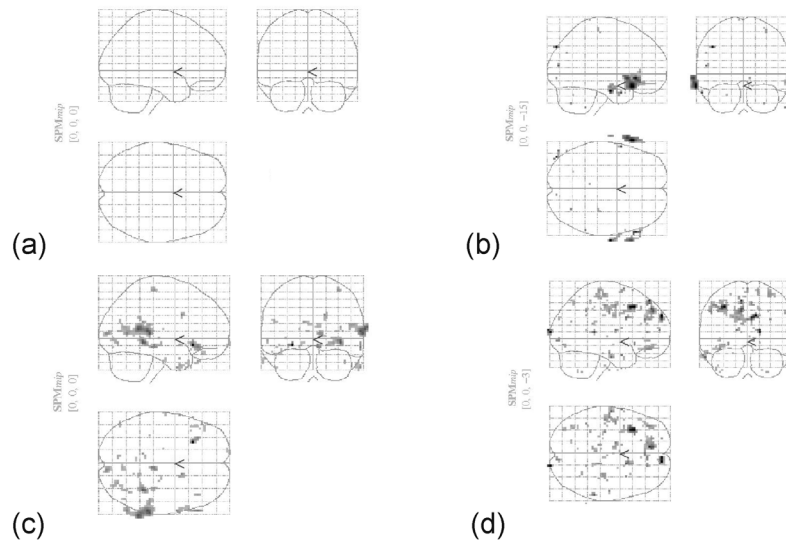 SPMmip
[0, 0, 0]
(a)
SPMmip
[0, 0, −15]
(b)
SPMmip
[0, 0, 0]
(c)
SPMmip
[0, 0, −3]
(d)